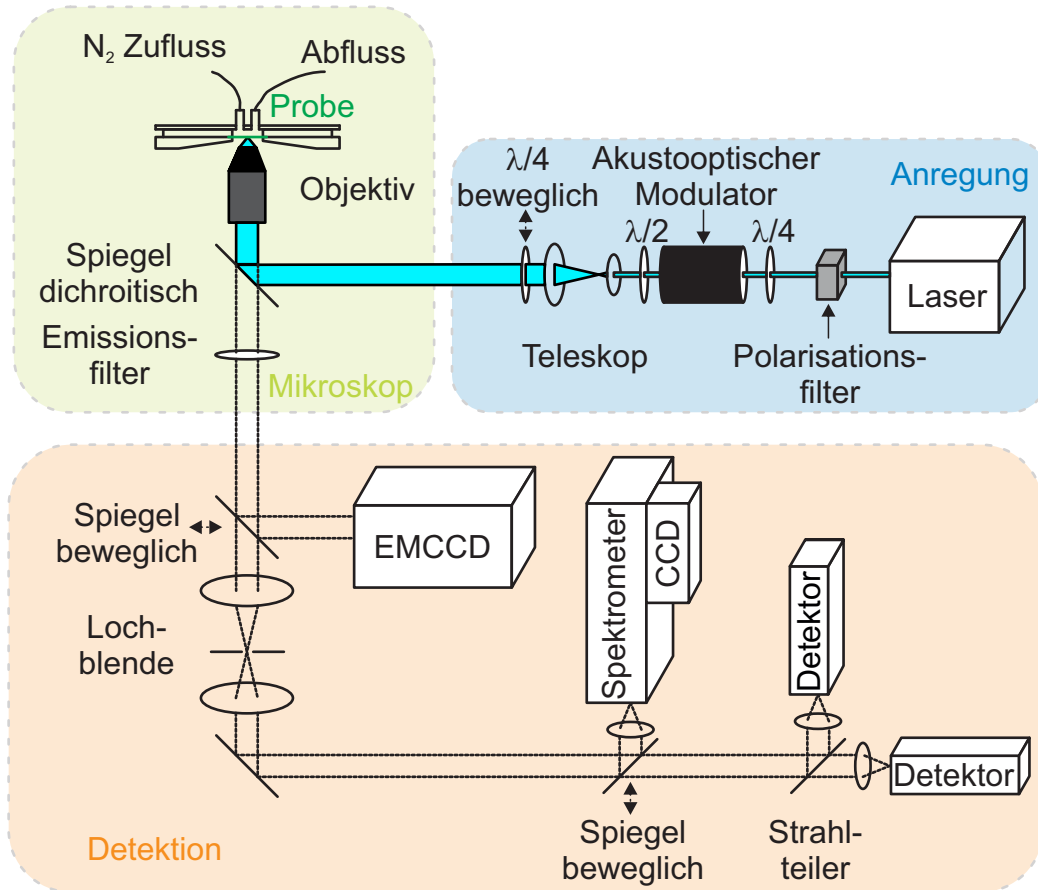 N₂ Zufluss
Abfluss
Probe
Objektiv
Spiegel
dichroitisch
Emissions-
filter
Mikroskop
λ/4
beweglich
Akustooptischer
Modulator
Anregung
λ/2
λ/4
Laser
Teleskop
Polarisations-
filter
Spiegel
beweglich
EMCCD
Loch-
blende
Spektrometer
CCD
Detektor
Detektor
Spiegel
beweglich
Strahl-
teiler
Detektion